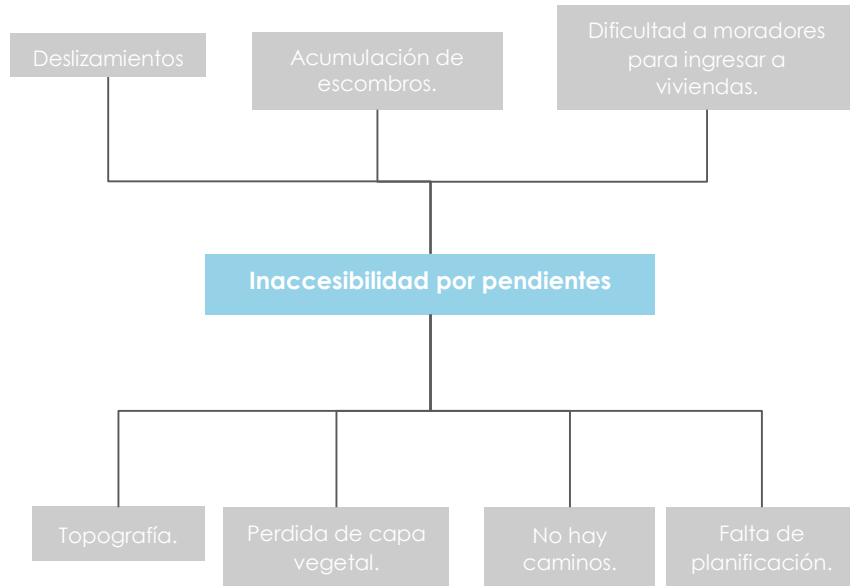 Deslizamientos
Acumulación de
escombros.
Dificultad a moradores
para ingresar a
viviendas.
Inaccesibilidad por pendientes
Topografía.
Perdida de capa
vegetal.
No hay
caminos.
Falta de
planificación.